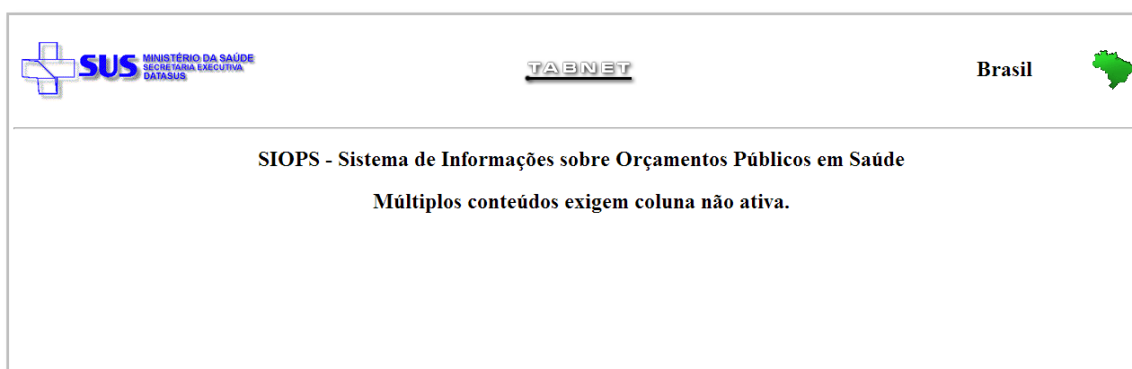 SUS MINISTÉRIO DA SAÚDE
SECRETARIA EXECUTIVA
DATASUS
TABNET
Brasil
SIOPS - Sistema de Informações sobre Orçamentos Públicos em Saúde
Múltiplos conteúdos exigem coluna não ativa.